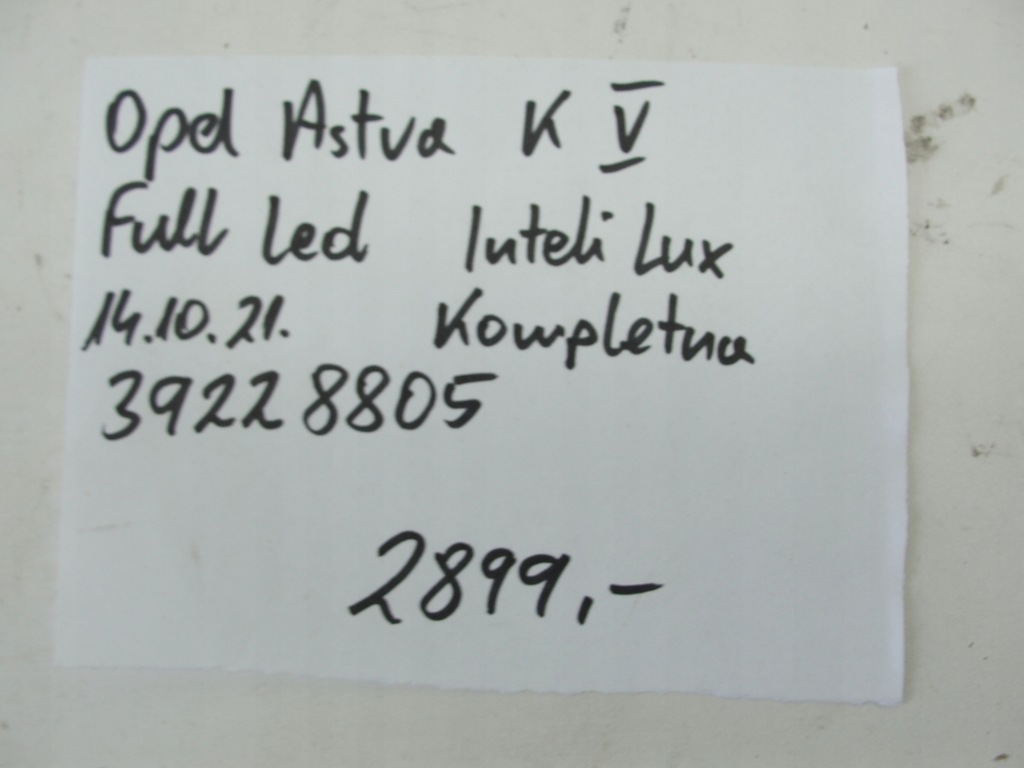 Opel Astra K V
Full Led Inteli Lux
14.10.21. Kompletna
39228805
2899,-